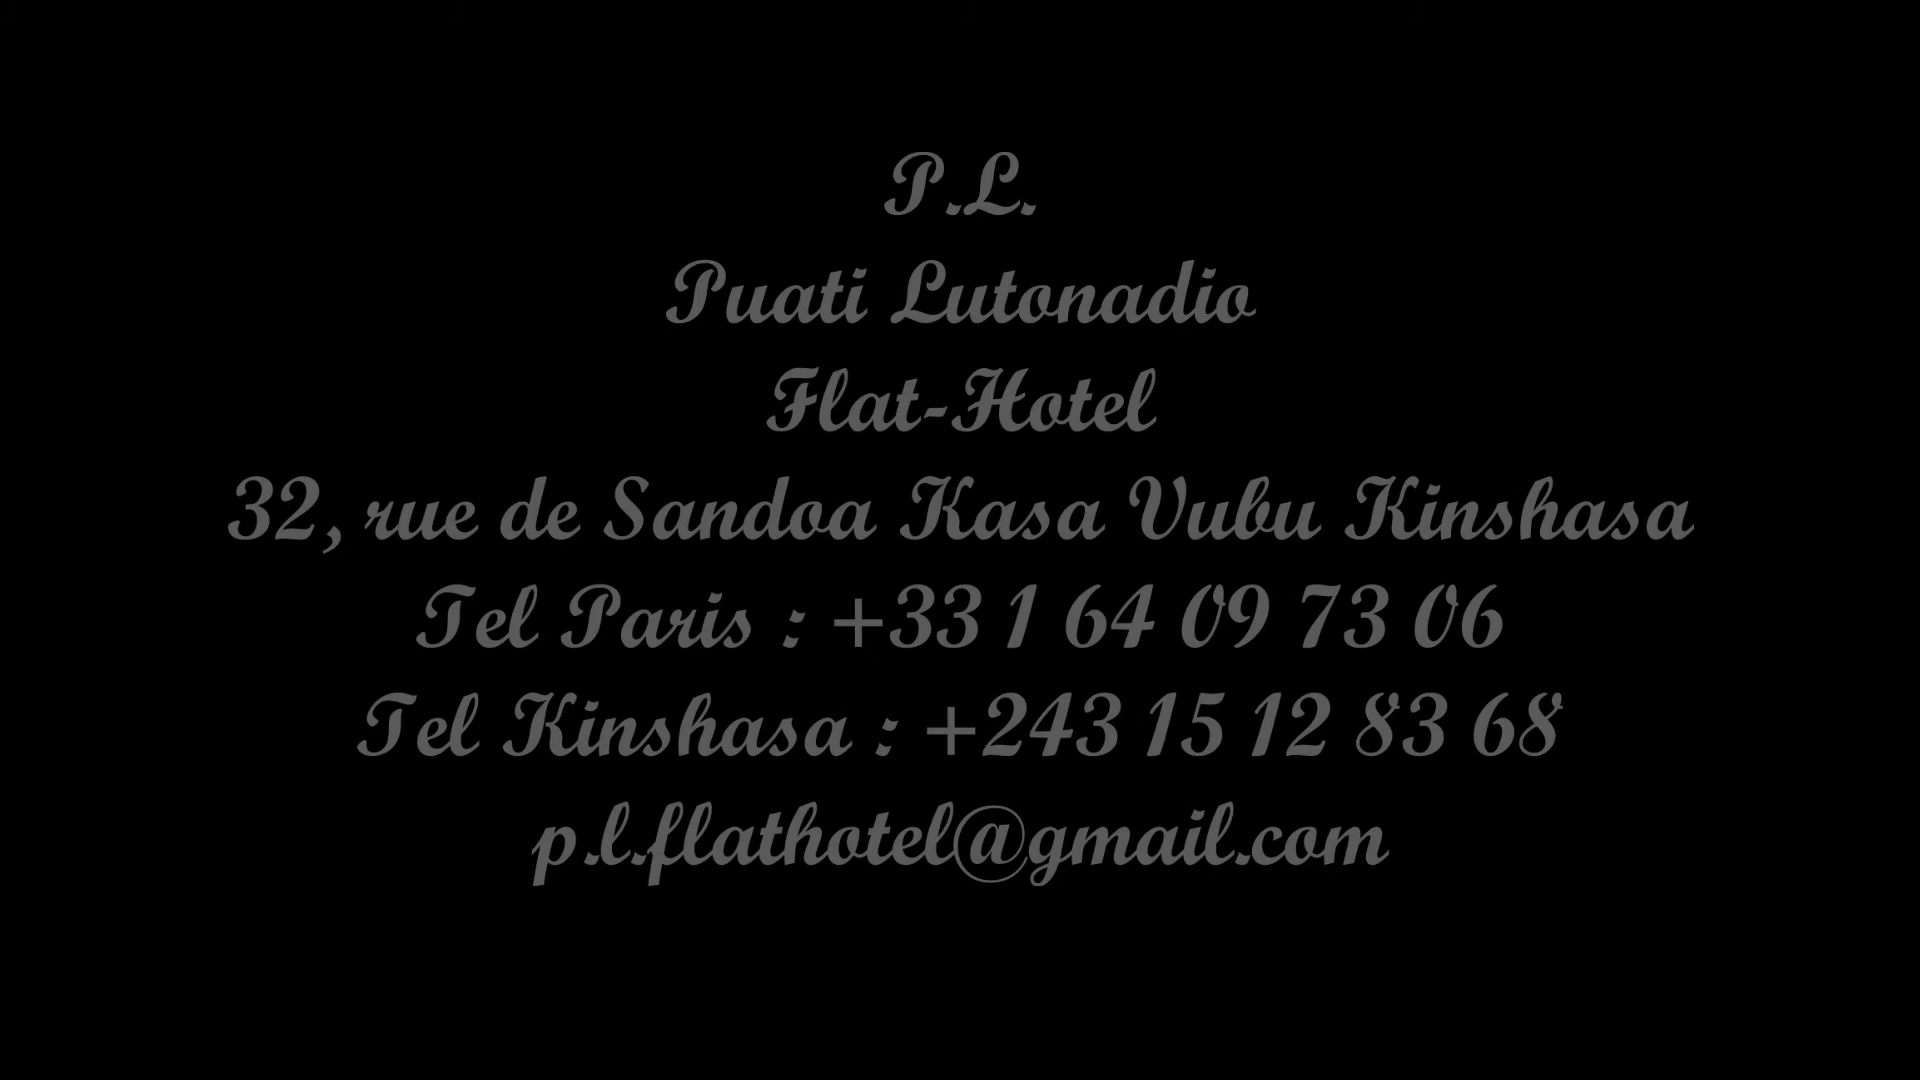 P.L.
Puati Lutonadio
Flat-Hotel
32, rue de Sandoa Kasa Vubu Kinshasa
Tel Paris : +33 1 64 09 73 06
Tel Kinshasa : +243 15 12 83 68
p.l.flathotel@gmail.com